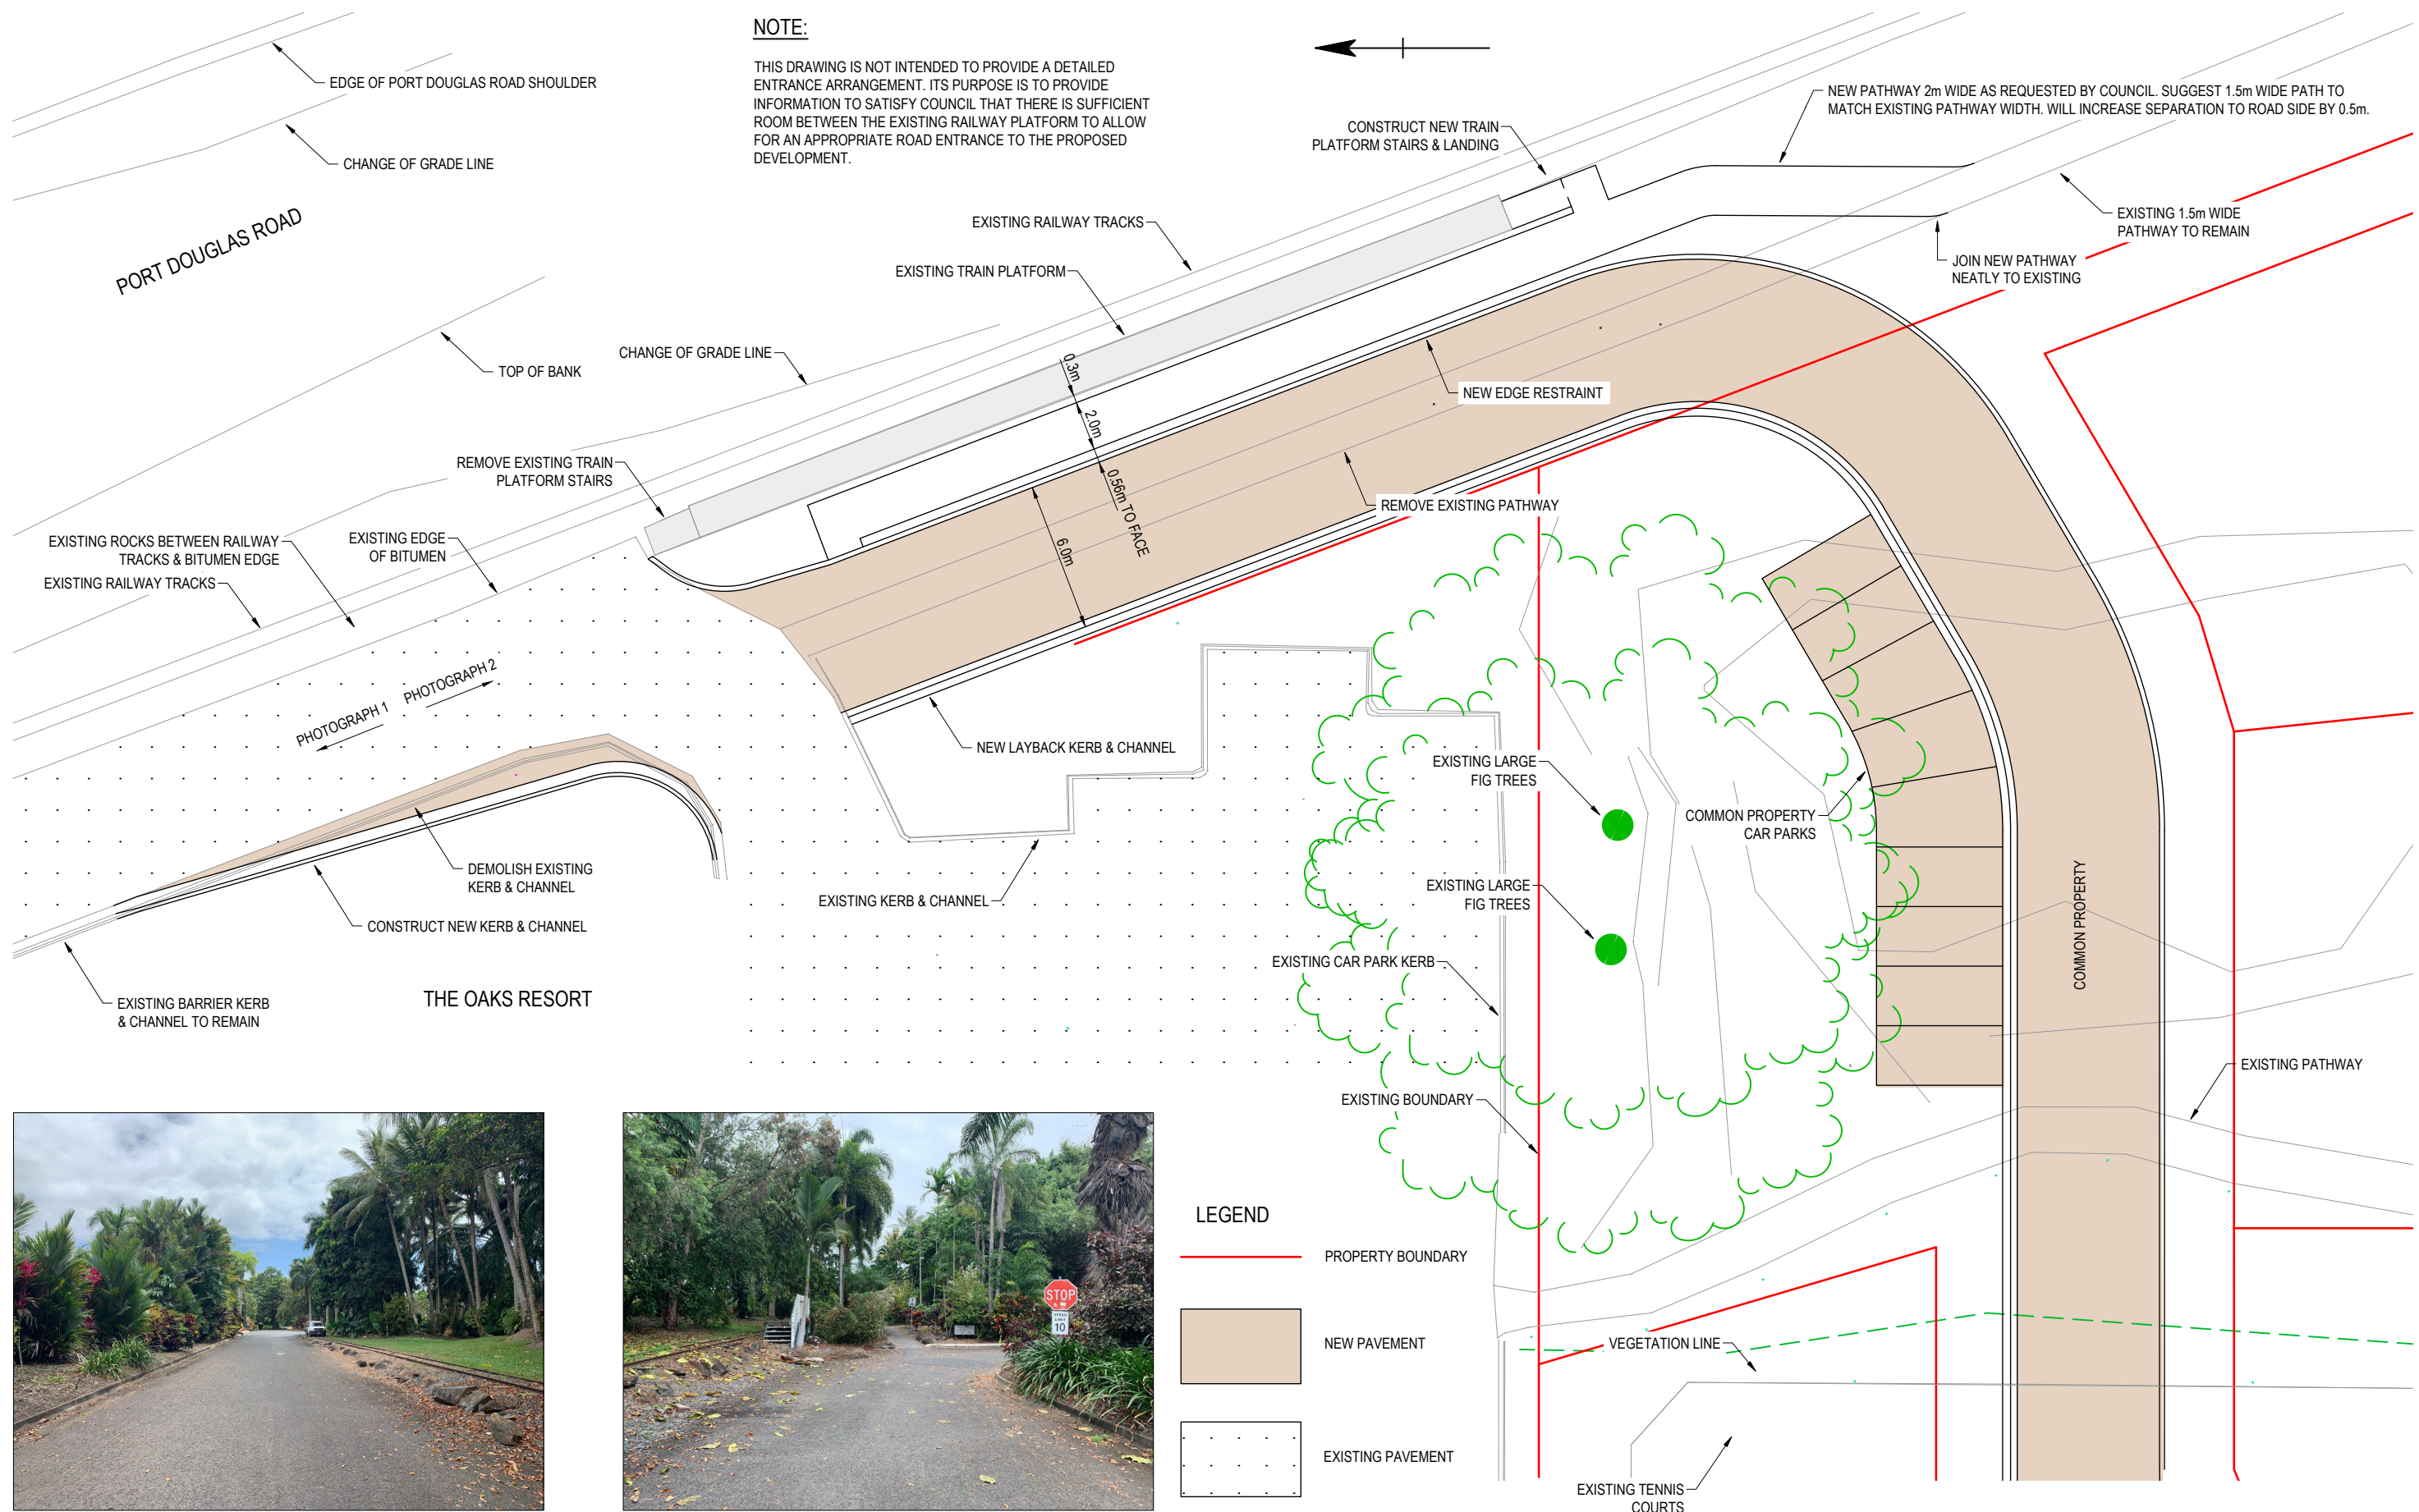 NOTE:
THIS DRAWING IS NOT INTENDED TO PROVIDE A DETAILED
ENTRANCE ARRANGEMENT. ITS PURPOSE IS TO PROVIDE
INFORMATION TO SATISFY COUNCIL THAT THERE IS SUFFICIENT
ROOM BETWEEN THE EXISTING RAILWAY PLATFORM TO ALLOW
FOR AN APPROPRIATE ROAD ENTRANCE TO THE PROPOSED
DEVELOPMENT.
EDGE OF PORT DOUGLAS ROAD SHOULDER
CHANGE OF GRADE LINE
PORT DOUGLAS ROAD
TOP OF BANK
NEW PATHWAY 2m WIDE AS REQUESTED BY COUNCIL. SUGGEST 1.5m WIDE PATH TO
MATCH EXISTING PATHWAY WIDTH. WILL INCREASE SEPARATION TO ROAD SIDE BY 0.5m.
CONSTRUCT NEW TRAIN
PLATFORM STAIRS & LANDING
EXISTING RAILWAY TRACKS
EXISTING TRAIN PLATFORM
EXISTING 1.5m WIDE
PATHWAY TO REMAIN
JOIN NEW PATHWAY
NEATLY TO EXISTING
CHANGE OF GRADE LINE
0.3m
2.0m
0.56m TO FACE
6.0m
NEW EDGE RESTRAINT
REMOVE EXISTING PATHWAY
REMOVE EXISTING TRAIN
PLATFORM STAIRS
EXISTING ROCKS BETWEEN RAILWAY
TRACKS & BITUMEN EDGE
EXISTING EDGE
OF BITUMEN
EXISTING RAILWAY TRACKS
PHOTOGRAPH 1
PHOTOGRAPH 2
NEW LAYBACK KERB & CHANNEL
EXISTING LARGE
FIG TREES
COMMON PROPERTY
CAR PARKS
DEMOLISH EXISTING
KERB & CHANNEL
EXISTING KERB & CHANNEL
EXISTING LARGE
FIG TREES
CONSTRUCT NEW KERB & CHANNEL
COMMON PROPERTY
EXISTING CAR PARK KERB
EXISTING BARRIER KERB
& CHANNEL TO REMAIN
THE OAKS RESORT
EXISTING PATHWAY
EXISTING BOUNDARY
LEGEND
PROPERTY BOUNDARY
NEW PAVEMENT
EXISTING PAVEMENT
VEGETATION LINE
EXISTING TENNIS
COURTS
STOP
SPEED
LIMIT
10